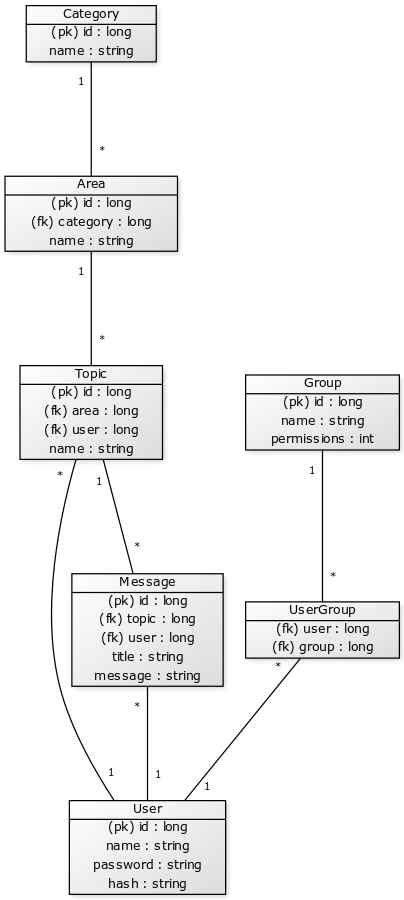 Category
(pk) id : long
name : string
1
*
Area
(pk) id : long
(fk) category : long
name : string
1
*
Topic
(pk) id : long
(fk) area : long
(fk) user : long
name : string
Group
(pk) id : long
name : string
permissions : int
* 1
1
*
*
Message
(pk) id : long
(fk) topic : long
(fk) user : long
title : string
message : string
UserGroup
(fk) user : long
(fk) group : long
*
*
1 1 1
User
(pk) id : long
name : string
password : string
hash : string